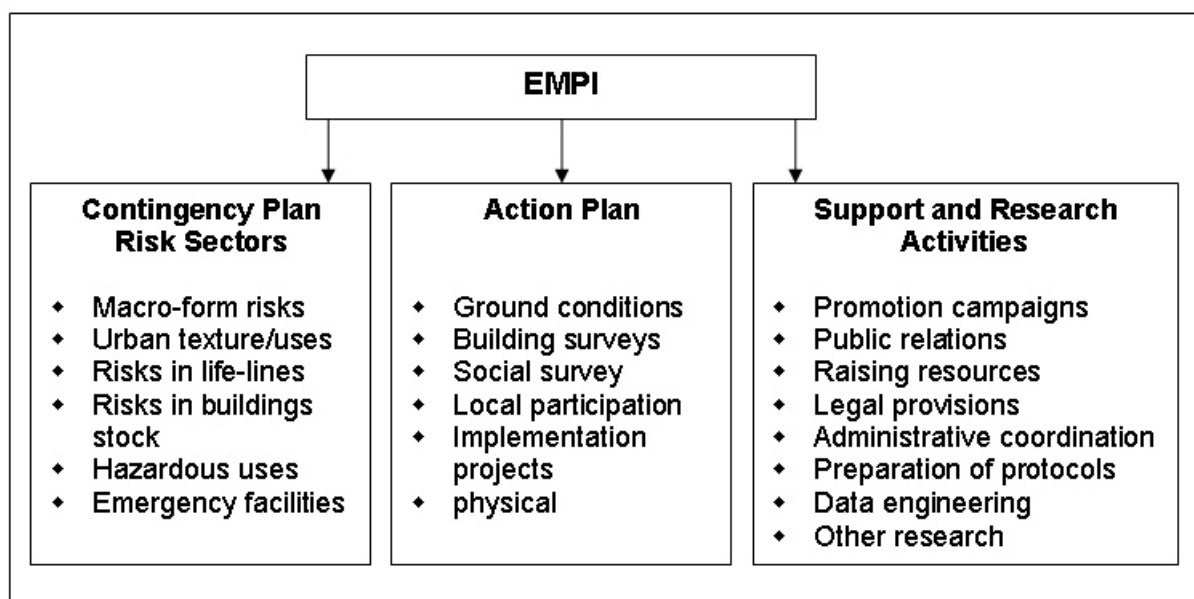 EMPI
Contingency Plan
Risk Sectors
◆ Macro-form risks
◆ Urban texture/uses
◆ Risks in life-lines
◆ Risks in buildings
stock
◆ Hazardous uses
◆ Emergency facilities
Action Plan
◆ Ground conditions
◆ Building surveys
◆ Social survey
◆ Local participation
◆ Implementation
projects
◆ physical
Support and Research
Activities
◆ Promotion campaigns
◆ Public relations
◆ Raising resources
◆ Legal provisions
◆ Administrative coordination
◆ Preparation of protocols
◆ Data engineering
◆ Other research